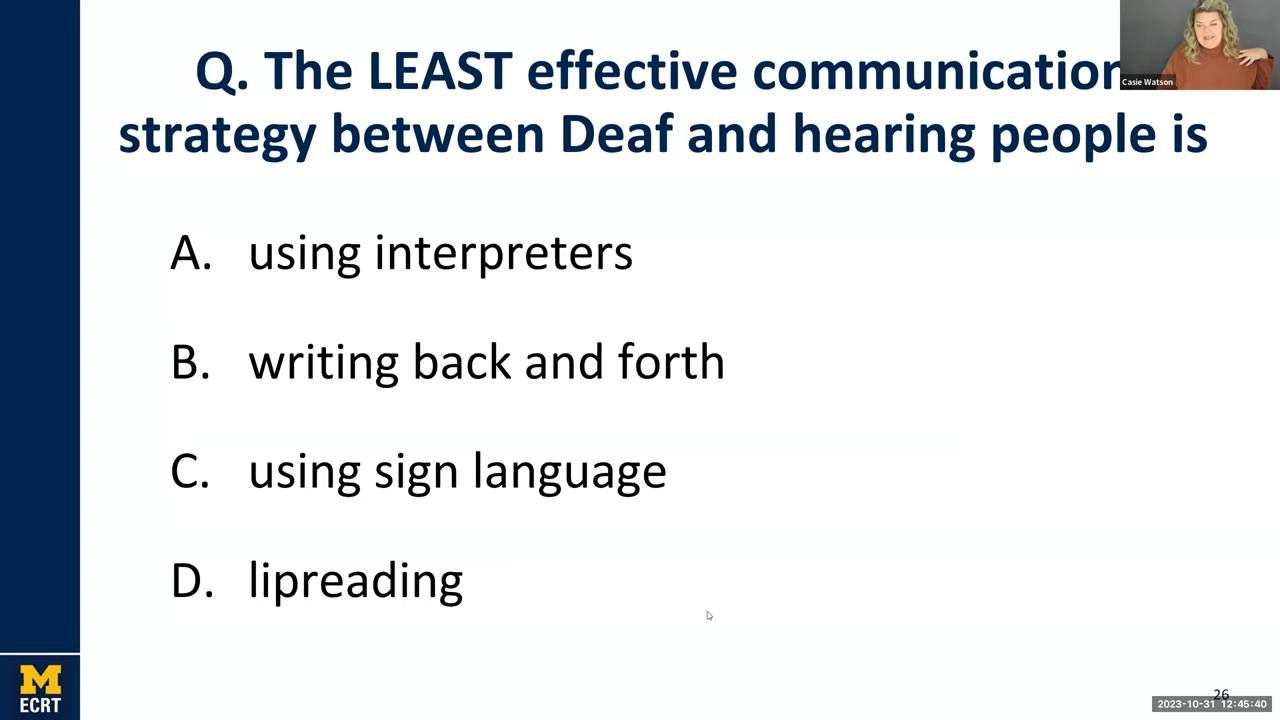 Q. The LEAST effective communication
strategy between Deaf and hearing people is
Casie Watson
A. using interpreters
B. writing back and forth
C. using sign language
D. lipreading
M
ECRT
26
2023-10-31 12:45:40